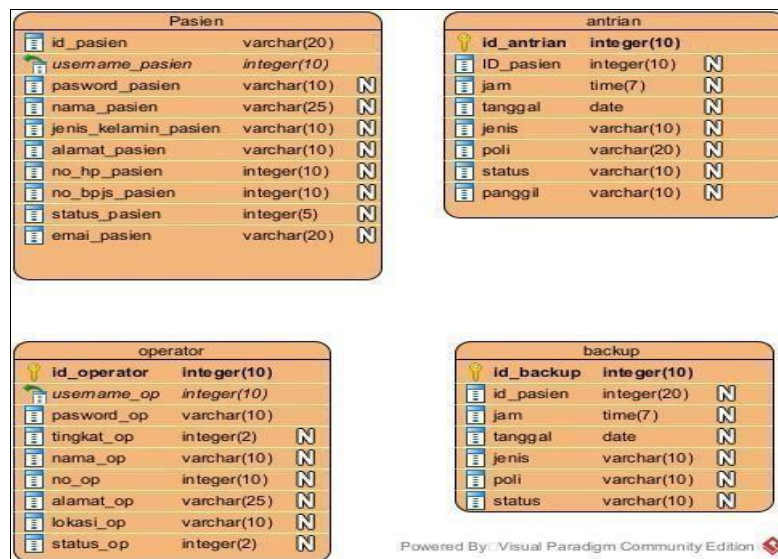 Pasien
id_pasien varchar(20)
username_pasien integer(10)
pasword_pasien varchar(10) N
nama_pasien varchar(25) N
jenis_kelamin_pasien varchar(10) N
alamat_pasien varchar(10) N
no_hp_pasien integer(10) N
no_bpjs_pasien integer(10) N
status_pasien integer(5) N
emai_pasien varchar(20) N
antrian
id_antrian integer(10)
ID_pasien integer(10) N
jam time(7) N
tanggal date N
jenis varchar(10) N
poli varchar(20) N
status varchar(10) N
panggil varchar(10) N
operator
id_operator integer(10)
username_op integer(10)
pasword_op varchar(10)
tingkat_op integer(2) N
nama_op varchar(10) N
no_op integer(10) N
alamat_op varchar(25) N
lokasi_op varchar(10) N
status_op integer(2) N
backup
id_backup integer(10)
id_pasien integer(20) N
jam time(7) N
tanggal date N
jenis varchar(10) N
poli varchar(10) N
status varchar(10) N
Powered By Visual Paradigm Community Edition